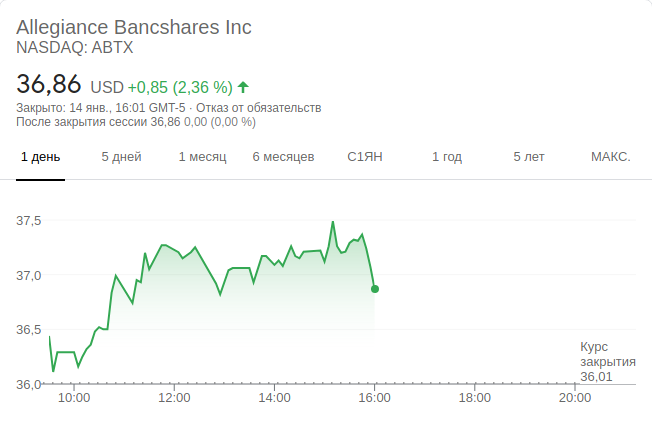 Allegiance Bancshares Inc
NASDAQ: ABTX
36,86 USD +0,85 (2,36 %)
Закрыто: 14 янв., 16:01 GMT-5 · Отказ от обязательств
После закрытия сессии 36,86 0,00 (0,00 %)
1 день 5 дней 1 месяц 6 месяцев С1ЯН 1 год 5 лет МАКС.
37,5
37,0
36,5
36,0
Курс
закрытия
36,01
10:00 12:00 14:00 16:00 18:00 20:00